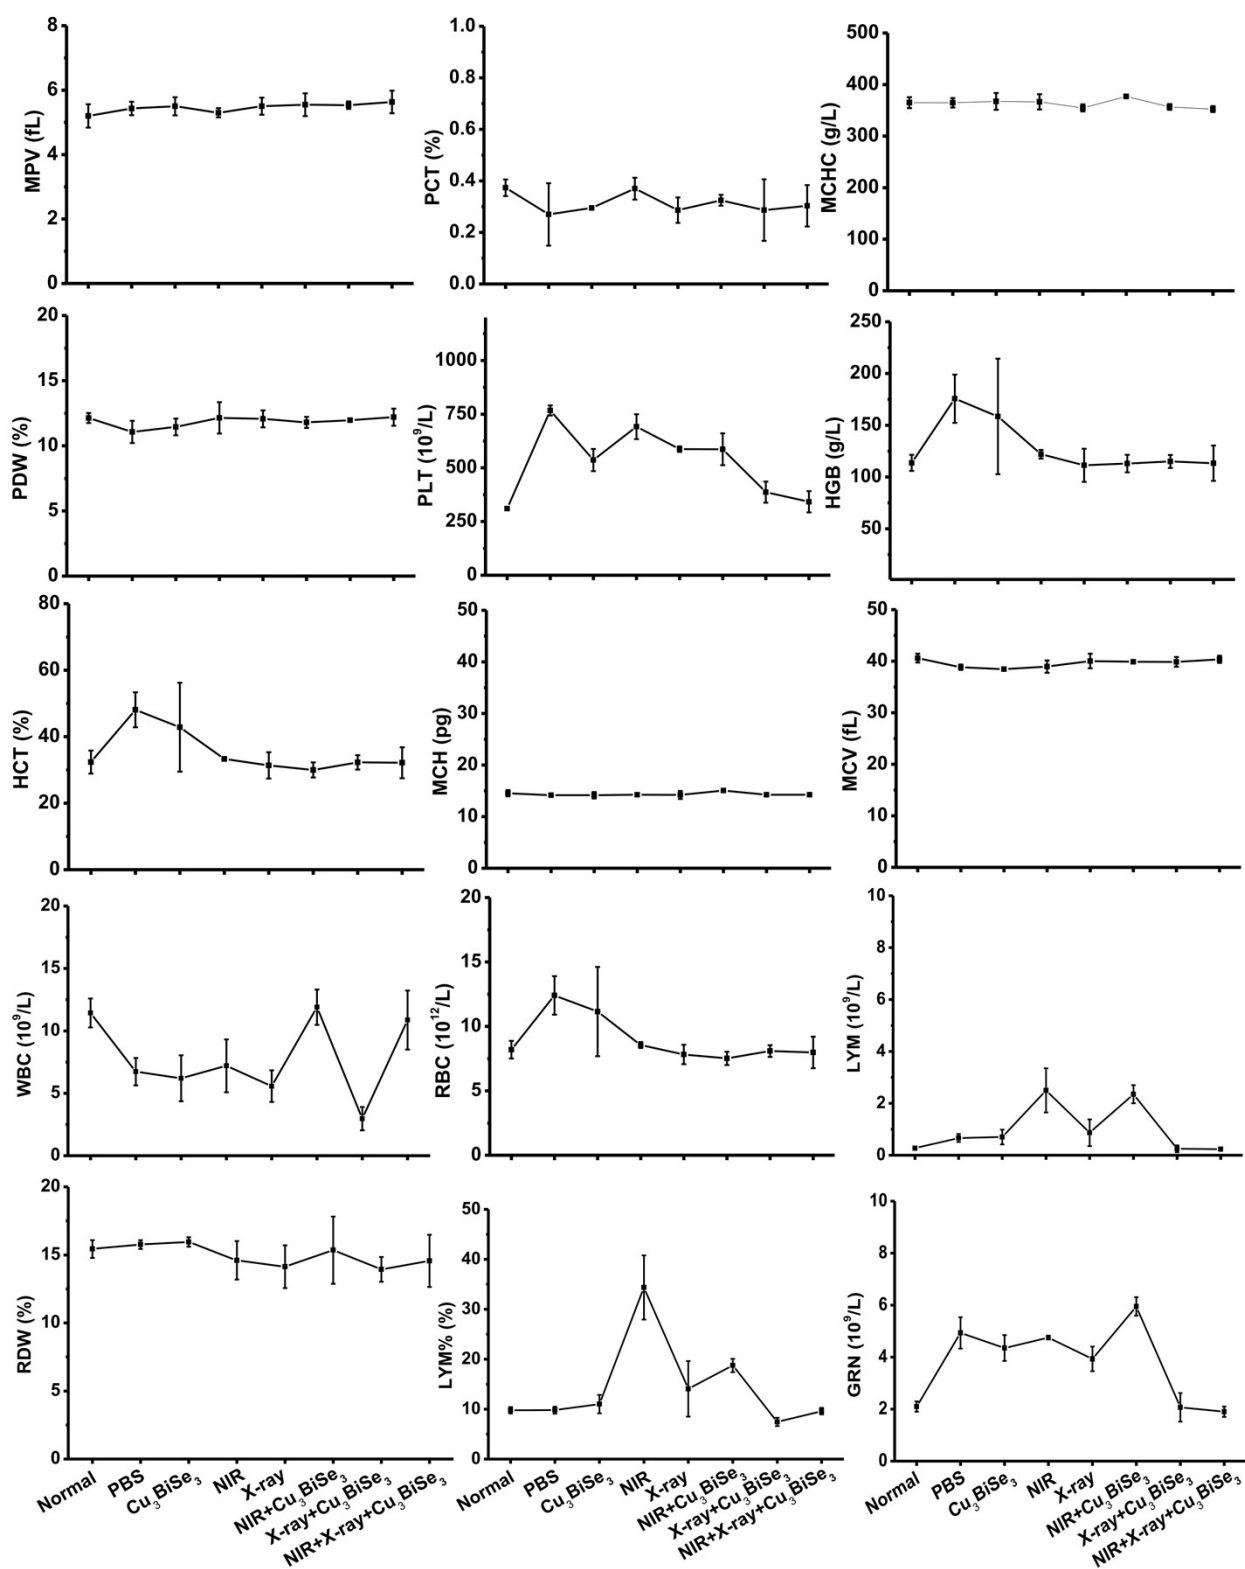 8
6
4
2
0
MPV (fL)
1.0
0.8
0.6
0.4
0.2
0.0
PCT (%)
500
400
300
200
100
0
MCHC (g/L)
20
15
10
5
0
PDW (%)
1000
750
500
250
0
PLT (10⁹/L)
250
200
150
100
50
HGB (g/L)
80
60
40
20
0
HCT (%)
50
40
30
20
10
0
MCH (pg)
50
40
30
20
10
0
MCV (fL)
20
15
10
5
0
WBC (10⁹/L)
20
15
10
5
0
RBC (10¹²/L)
10
8
6
4
2
0
LYM (10⁹/L)
20
15
10
5
0
RDW (%)
Normal
PBS
Cu₃BiSe₃
NIR
X-ray
NIR+Cu₃BiSe₃
X-ray+Cu₃BiSe₃
NIR+X-ray+Cu₃BiSe₃
50
40
30
20
10
0
LYM% (%)
Normal
PBS
Cu₃BiSe₃
NIR
X-ray
NIR+Cu₃BiSe₃
X-ray+Cu₃BiSe₃
NIR+X-ray+Cu₃BiSe₃
10
8
6
4
2
0
GRN (10⁹/L)
Normal
PBS
Cu₃BiSe₃
NIR
X-ray
NIR+Cu₃BiSe₃
X-ray+Cu₃BiSe₃
NIR+X-ray+Cu₃BiSe₃